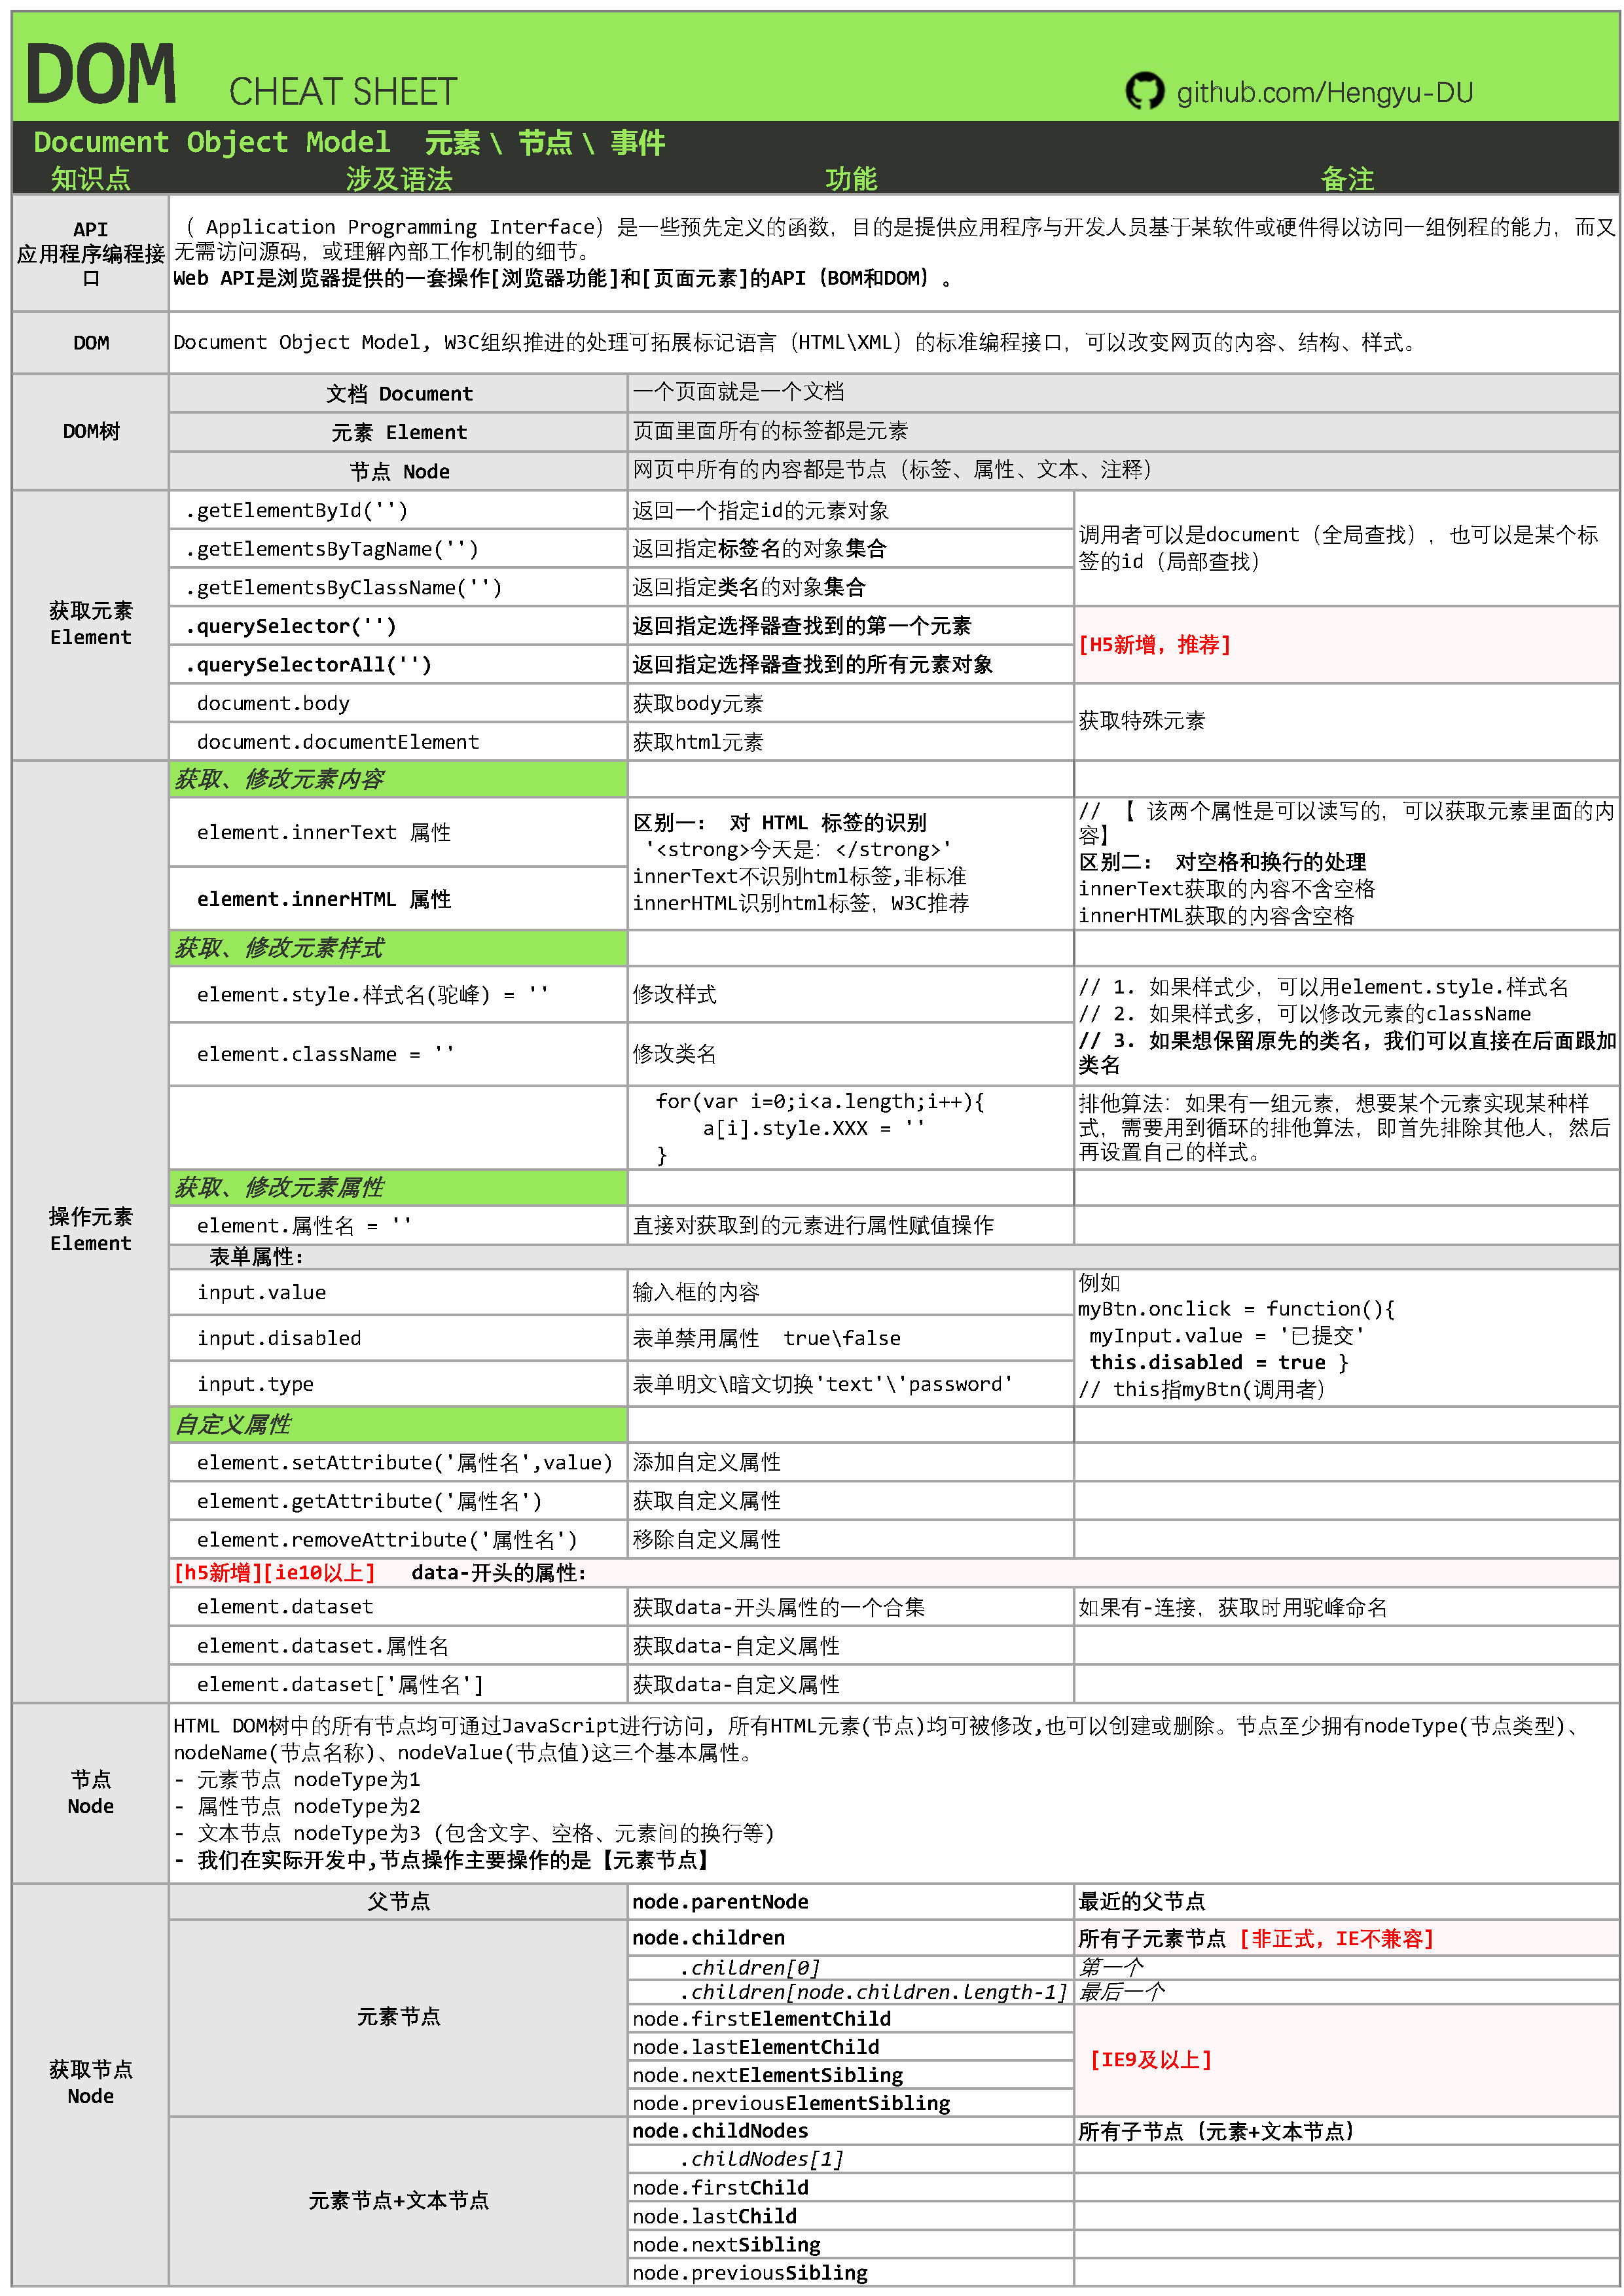 DOM CHEAT SHEET github.com/Hengyu-DU
Document Object Model 元素 \ 节点 \ 事件
知识点 涉及语法 功能 备注
API
应用程序编程接
口
（ Application Programming Interface）是一些预先定义的函数，目的是提供应用程序与开发人员基于某软件或硬件得以访问一组例程的能力，而又
无需访问源码，或理解內部工作机制的细节。
Web API是浏览器提供的一套操作[浏览器功能]和[页面元素]的API（BOM和DOM）。
DOM
Document Object Model, W3C组织推进的处理可拓展标记语言（HTML\XML）的标准编程接口，可以改变网页的内容、结构、样式。
DOM树
文档 Document 一个页面就是一个文档
元素 Element 页面里面所有的标签都是元素
节点 Node 网页中所有的内容都是节点（标签、属性、文本、注释）
获取元素
Element
.getElementById('') 返回一个指定id的元素对象
.getElementsByTagName('') 返回指定标签名的对象集合
.getElementsByClassName('') 返回指定类名的对象集合
调用者可以是document（全局查找），也可以是某个标
签的id（局部查找）
.querySelector('') 返回指定选择器查找到的第一个元素
.querySelectorAll('') 返回指定选择器查找到的所有元素对象
[H5新增，推荐]
document.body 获取body元素
document.documentElement 获取html元素
获取特殊元素
操作元素
Element
获取、修改元素内容
element.innerText 属性
element.innerHTML 属性
区别一： 对 HTML 标签的识别
'<strong>今天是：</strong>'
innerText不识别html标签,非标准
innerHTML识别html标签，W3C推荐
// 【 该两个属性是可以读写的，可以获取元素里面的内
容】
区别二： 对空格和换行的处理
innerText获取的内容不含空格
innerHTML获取的内容含空格
获取、修改元素样式
element.style.样式名(驼峰) = '' 修改样式
element.className = '' 修改类名
// 1. 如果样式少，可以用element.style.样式名
// 2. 如果样式多，可以修改元素的className
// 3. 如果想保留原先的类名，我们可以直接在后面跟加
类名
for(var i=0;i<a.length;i++){
a[i].style.XXX = ''
}
排他算法：如果有一组元素，想要某个元素实现某种样
式，需要用到循环的排他算法，即首先排除其他人，然后
再设置自己的样式。
获取、修改元素属性
element.属性名 = '' 直接对获取到的元素进行属性赋值操作
表单属性：
input.value 输入框的内容
input.disabled 表单禁用属性 true\false
input.type 表单明文\暗文切换'text'\'password'
例如
myBtn.onclick = function(){
myInput.value = '已提交'
this.disabled = true }
// this指myBtn(调用者）
自定义属性
element.setAttribute('属性名',value) 添加自定义属性
element.getAttribute('属性名') 获取自定义属性
element.removeAttribute('属性名') 移除自定义属性
[h5新增][ie10以上] data-开头的属性：
element.dataset 获取data-开头属性的一个合集 如果有-连接，获取时用驼峰命名
element.dataset.属性名 获取data-自定义属性
element.dataset['属性名'] 获取data-自定义属性
节点
Node
HTML DOM树中的所有节点均可通过JavaScript进行访问, 所有HTML元素(节点)均可被修改,也可以创建或删除。节点至少拥有nodeType(节点类型)、
nodeName(节点名称)、nodeValue(节点值)这三个基本属性。
- 元素节点 nodeType为1
- 属性节点 nodeType为2
- 文本节点 nodeType为3 (包含文字、空格、元素间的换行等)
- 我们在实际开发中,节点操作主要操作的是【元素节点】
获取节点
Node
父节点 node.parentNode 最近的父节点
元素节点
node.children 所有子元素节点 [非正式，IE不兼容]
.children[0] 第一个
.children[node.children.length-1] 最后一个
node.firstElementChild
node.lastElementChild
node.nextElementSibling
node.previousElementSibling
[IE9及以上]
元素节点+文本节点
node.childNodes 所有子节点（元素+文本节点）
.childNodes[1]
node.firstChild
node.lastChild
node.nextSibling
node.previousSibling